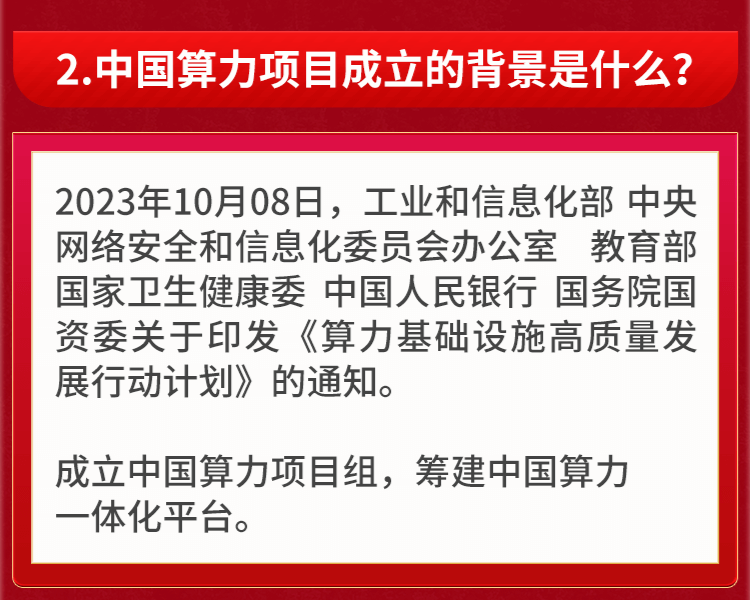 2.中国算力项目成立的背景是什么?
2023年10月08日，工业和信息化部 中央
网络安全和信息化委员会办公室　教育部
国家卫生健康委 中国人民银行 国务院国
资委关于印发《算力基础设施高质量发
展行动计划》的通知。
成立中国算力项目组，筹建中国算力
一体化平台。